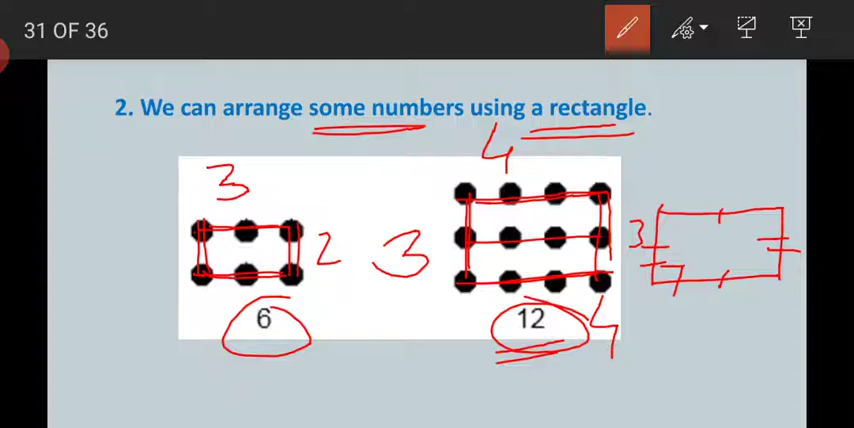 31 OF 36
2. We can arrange some numbers using a rectangle.
3 4
2 3 3
7
6 12 4